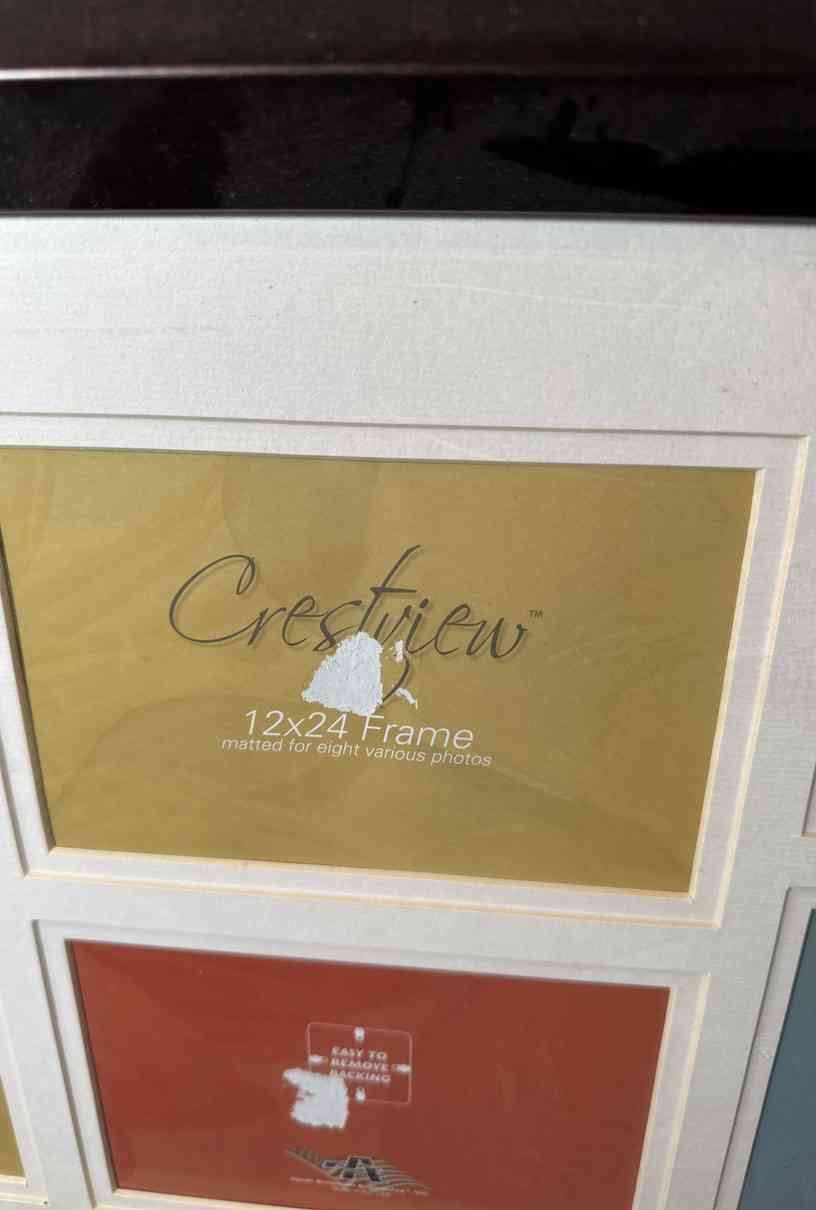 Crestview™
12x24 Frame
matted for eight various photos
EASY TO
REMOVE
BACKING